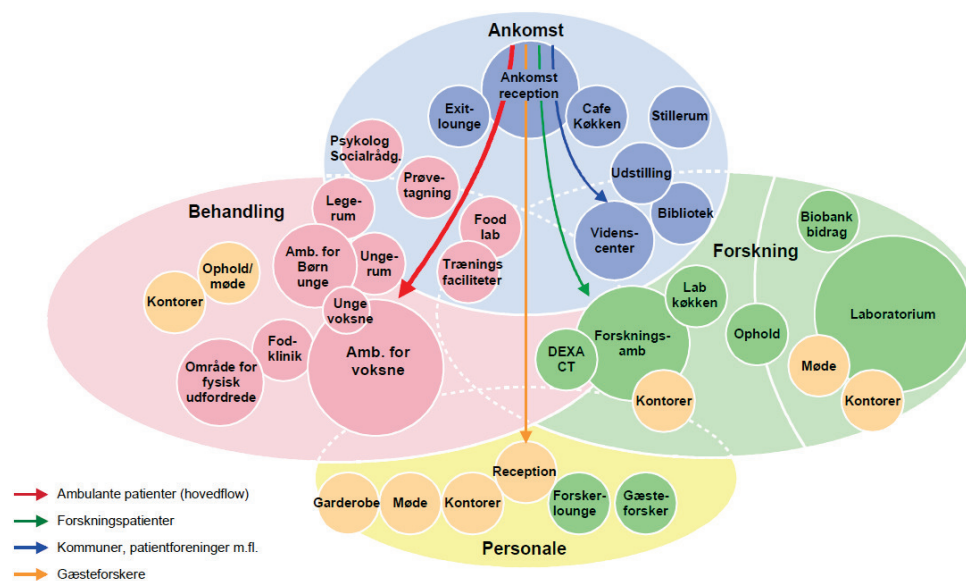 Ankomst
Ankomst
reception
Exit-
lounge
Cafe
Køkken
Stillerum
Psykolog
Socialrådg.
Prøve-
tagning
Udstilling
Bibliotek
Videns-
center
Food
lab
Trænings
faciliteter
Behandling
Lege-
rum
Amb. for
Børn
unge
Unge-
rum
Unge
voksne
Ophold/
møde
Kontorer
Fod-
klinik
Område for
fysisk
udfordrede
Amb. for
voksne
Forskning
Biobank
bidrag
Lab
køkken
Ophold
Laboratorium
Forsknings-
amb
DEXA
CT
Kontorer
Møde
Kontorer
Reception
Garderobe
Møde
Kontorer
Forsker-
lounge
Gæste-
forsker
Personale
Ambulante patienter (hovedflow)
Forskningspatienter
Kommuner, patientforeninger m.fl.
Gæsteforskere